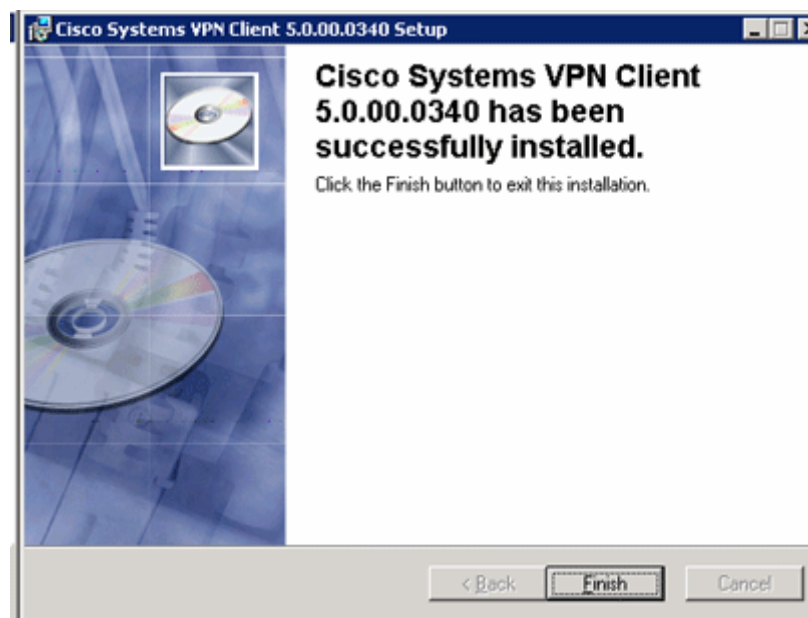 Cisco Systems VPN Client 5.0.00.0340 Setup
Cisco Systems VPN Client
5.0.00.0340 has been
successfully installed.
Click the Finish button to exit this installation.
< Back
Finish
Cancel